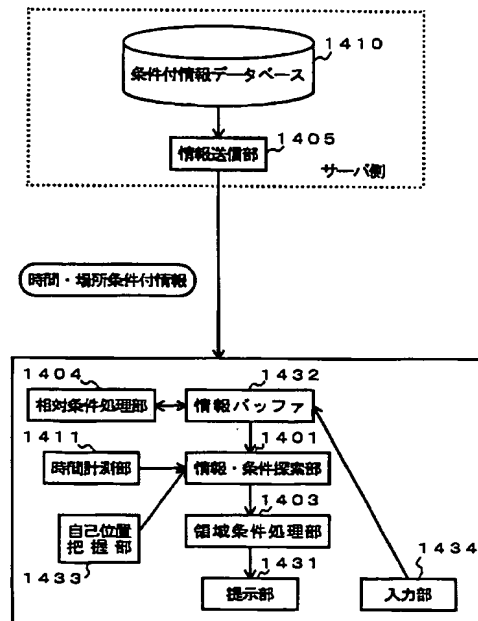 1410
条件付情報データベース
1405
情報送信部
サーバ側
時間・場所条件付情報
1404
1432
相対条件処理部
情報バッファ
1411
1401
時間計測部
情報・条件探索部
1403
自己位置
把握部
領域条件処理部
1434
1433
1431
提示部
入力部